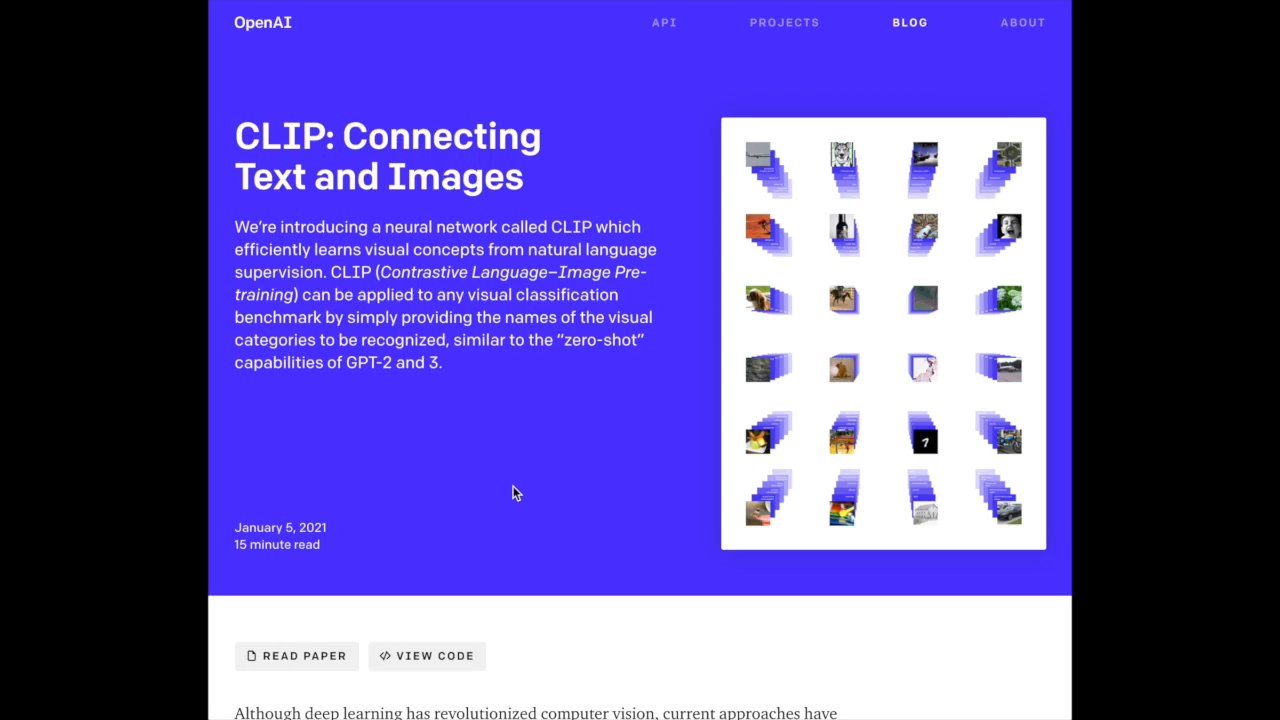 OpenAI
API PROJECTS BLOG ABOUT
CLIP: Connecting
Text and Images
We’re introducing a neural network called CLIP which
efficiently learns visual concepts from natural language
supervision. CLIP (Contrastive Language–Image Pre-
training) can be applied to any visual classification
benchmark by simply providing the names of the visual
categories to be recognized, similar to the “zero-shot”
capabilities of GPT-2 and 3.
7
January 5, 2021
15 minute read
READ PAPER
VIEW CODE
Although deep learning has revolutionized computer vision, current approaches have